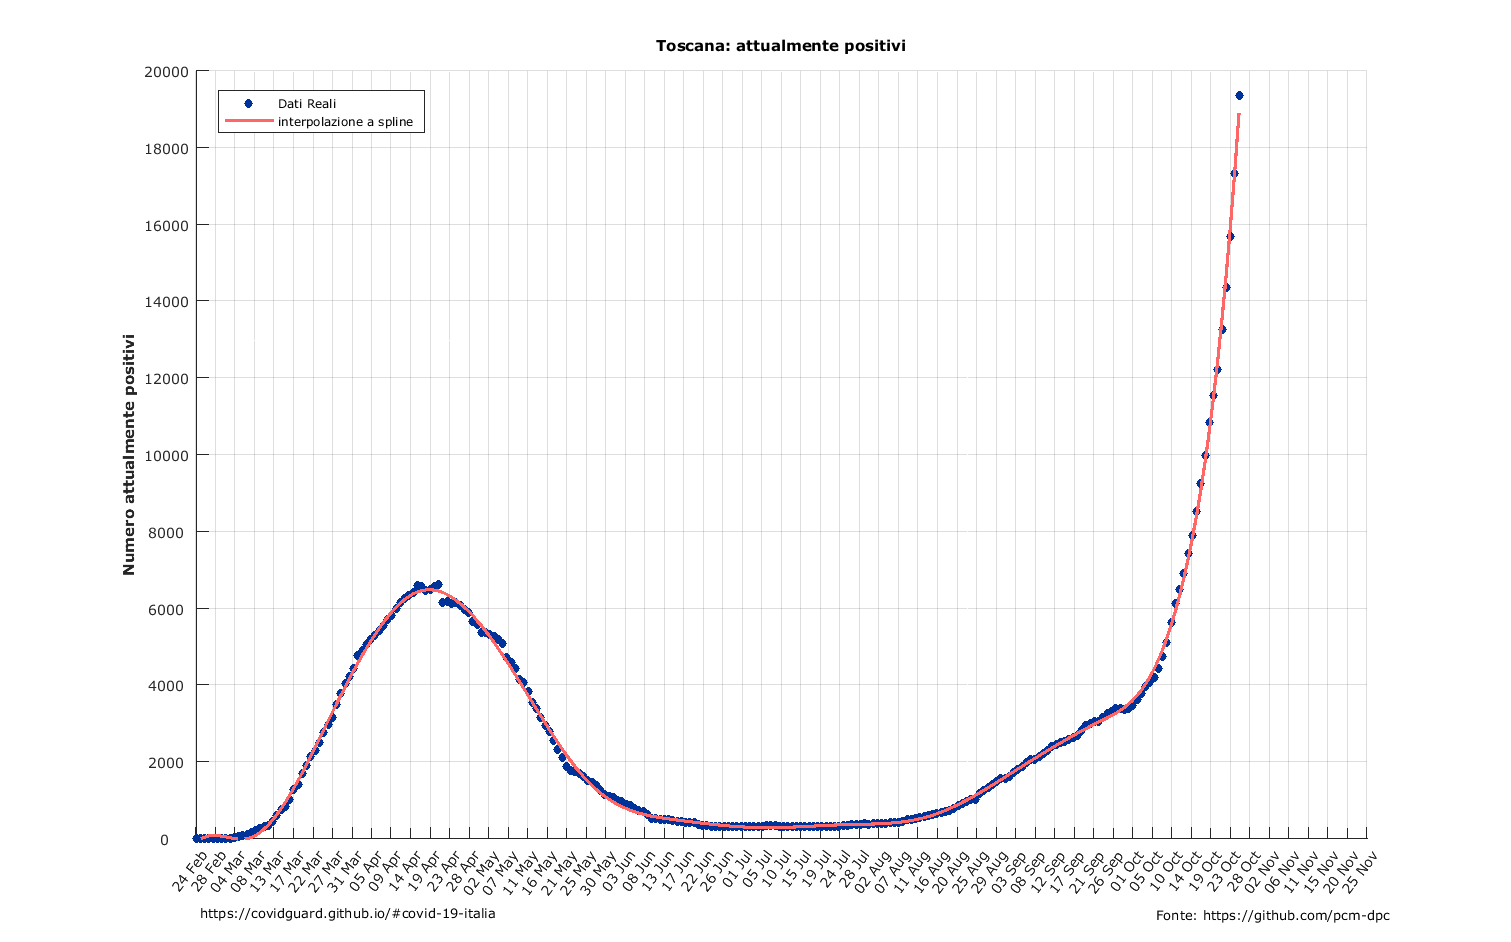 Toscana: attualmente positivi
Dati Reali
interpolazione a spline
Numero attualmente positivi
20000
18000
16000
14000
12000
10000
8000
6000
4000
2000
0
24 Feb
28 Feb
04 Mar
08 Mar
13 Mar
17 Mar
22 Mar
27 Mar
31 Mar
05 Apr
09 Apr
14 Apr
19 Apr
23 Apr
28 Apr
02 May
07 May
11 May
16 May
21 May
25 May
30 May
03 Jun
08 Jun
13 Jun
17 Jun
22 Jun
26 Jun
01 Jul
05 Jul
10 Jul
15 Jul
19 Jul
24 Jul
28 Jul
02 Aug
07 Aug
11 Aug
16 Aug
20 Aug
25 Aug
29 Aug
03 Sep
08 Sep
12 Sep
17 Sep
21 Sep
26 Sep
01 Oct
05 Oct
10 Oct
14 Oct
19 Oct
23 Oct
28 Oct
02 Nov
06 Nov
11 Nov
15 Nov
20 Nov
25 Nov
https://covidguard.github.io/#covid-19-italia
Fonte: https://github.com/pcm-dpc